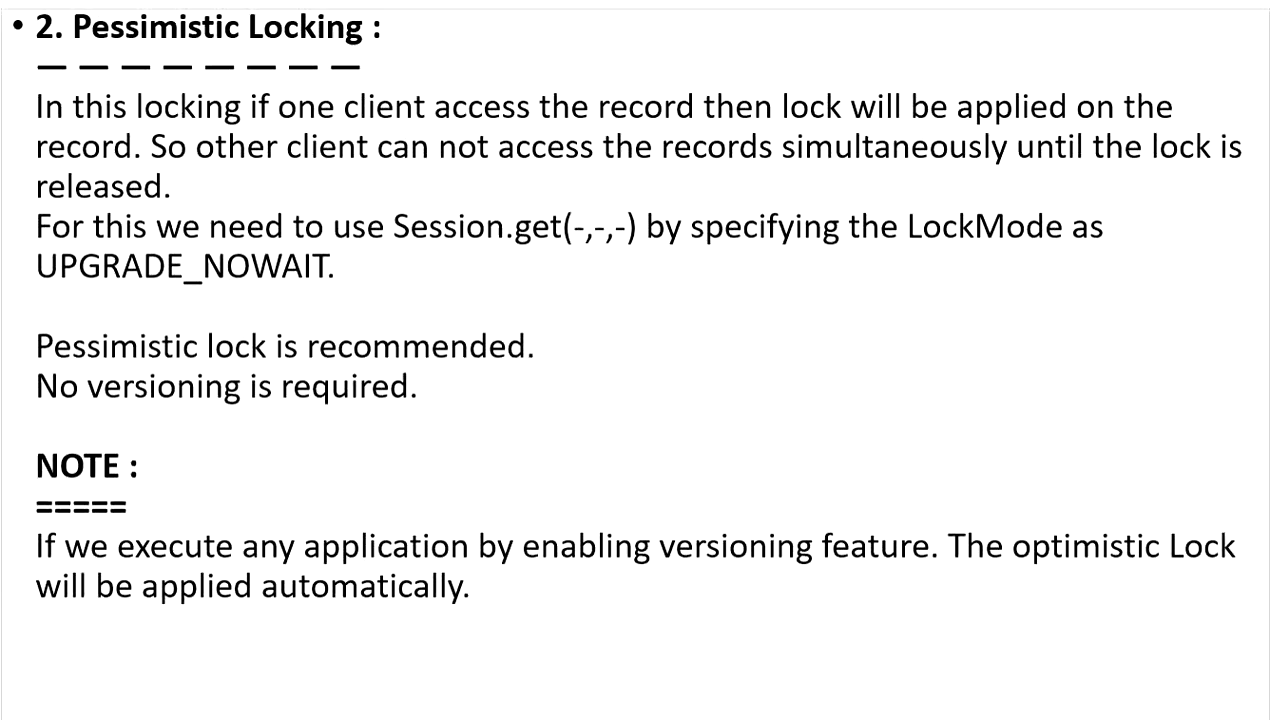 • 2. Pessimistic Locking :
— — — — — — — —
In this locking if one client access the record then lock will be applied on the
record. So other client can not access the records simultaneously until the lock is
released.
For this we need to use Session.get(-,-,-) by specifying the LockMode as
UPGRADE_NOWAIT.
Pessimistic lock is recommended.
No versioning is required.
NOTE :
=====
If we execute any application by enabling versioning feature. The optimistic Lock
will be applied automatically.